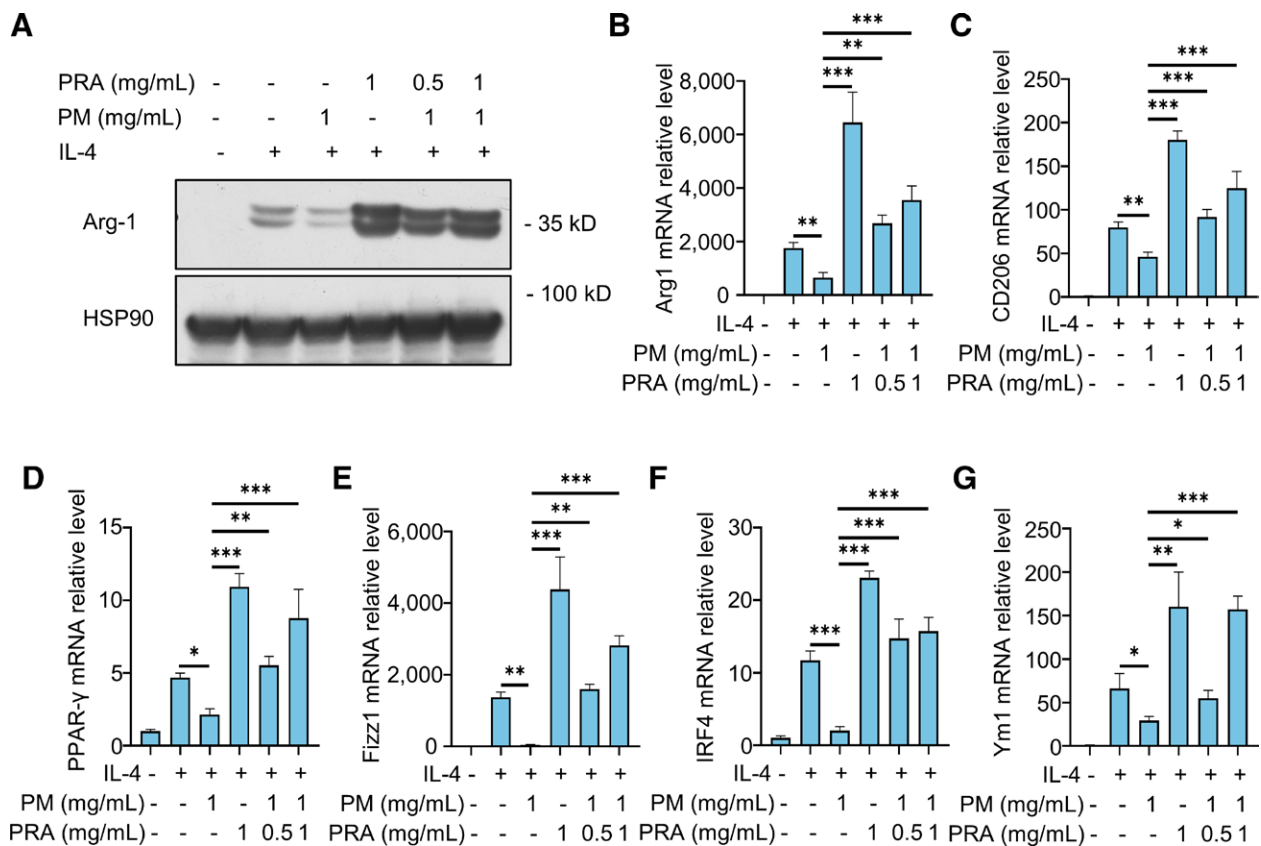 A
PRA (mg/mL) - - - 1 0.5 1
PM (mg/mL) - - 1 - 1 1
IL-4 - + + + + +
Arg-1
- 35 kD
- 100 kD
HSP90
B
Arg1 mRNA relative level
8,000
6,000
4,000
2,000
0
***
**
***
**
IL-4 - + + + + +
PM (mg/mL) - - 1 - 1 1
PRA (mg/mL) - - - 1 0.5 1
C
CD206 mRNA relative level
250
200
150
100
50
0
***
***
***
**
IL-4 - + + + + +
PM (mg/mL) - - 1 - 1 1
PRA (mg/mL) - - - 1 0.5 1
D
PPAR-γ mRNA relative level
15
10
5
0
***
**
***
*
IL-4 - + + + + +
PM (mg/mL) - - 1 - 1 1
PRA (mg/mL) - - - 1 0.5 1
E
Fizz1 mRNA relative level
6,000
4,000
2,000
0
***
**
***
**
IL-4 - + + + + +
PM (mg/mL) - - 1 - 1 1
PRA (mg/mL) - - - 1 0.5 1
F
IRF4 mRNA relative level
30
20
10
0
***
***
***
***
IL-4 - + + + + +
PM (mg/mL) - - 1 - 1 1
PRA (mg/mL) - - - 1 0.5 1
G
Ym1 mRNA relative level
250
200
150
100
50
0
***
*
**
*
IL-4 - + + + + +
PM (mg/mL) - - 1 - 1 1
PRA (mg/mL) - - - 1 0.5 1